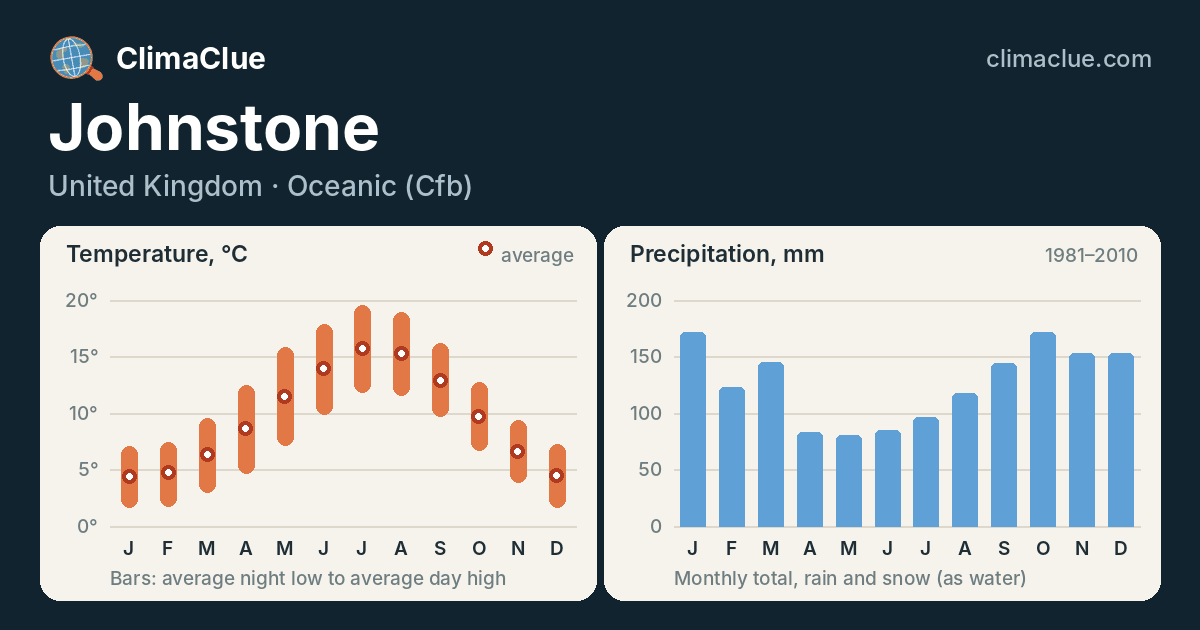 ClimaClue
climaclue.com
Johnstone
United Kingdom · Oceanic (Cfb)
Temperature, °C
average
20°
15°
10°
5°
0°
J F M A M J J A S O N D
Bars: average night low to average day high
Precipitation, mm
1981–2010
200
150
100
50
0
J F M A M J J A S O N D
Monthly total, rain and snow (as water)